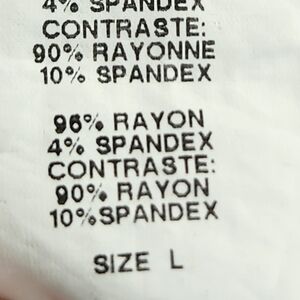 4% SPANDEX
CONTRASTE:
90% RAYONNE
10% SPANDEX
96% RAYON
4% SPANDEX
CONTRASTE:
90% RAYON
10% SPANDEX
SIZE L